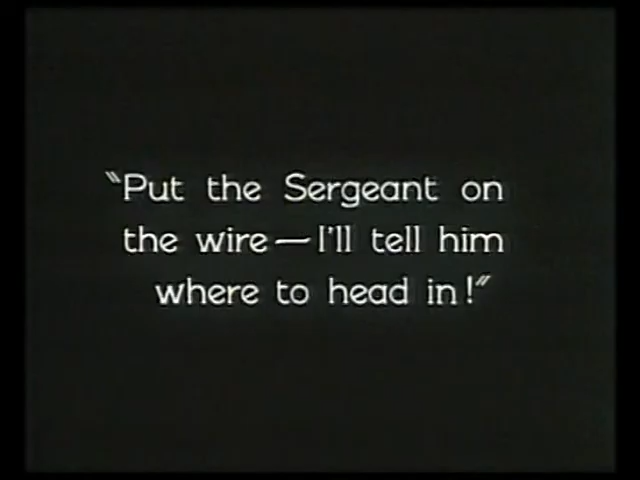 "Put the Sergeant on
the wire — I'll tell him
where to head in!"